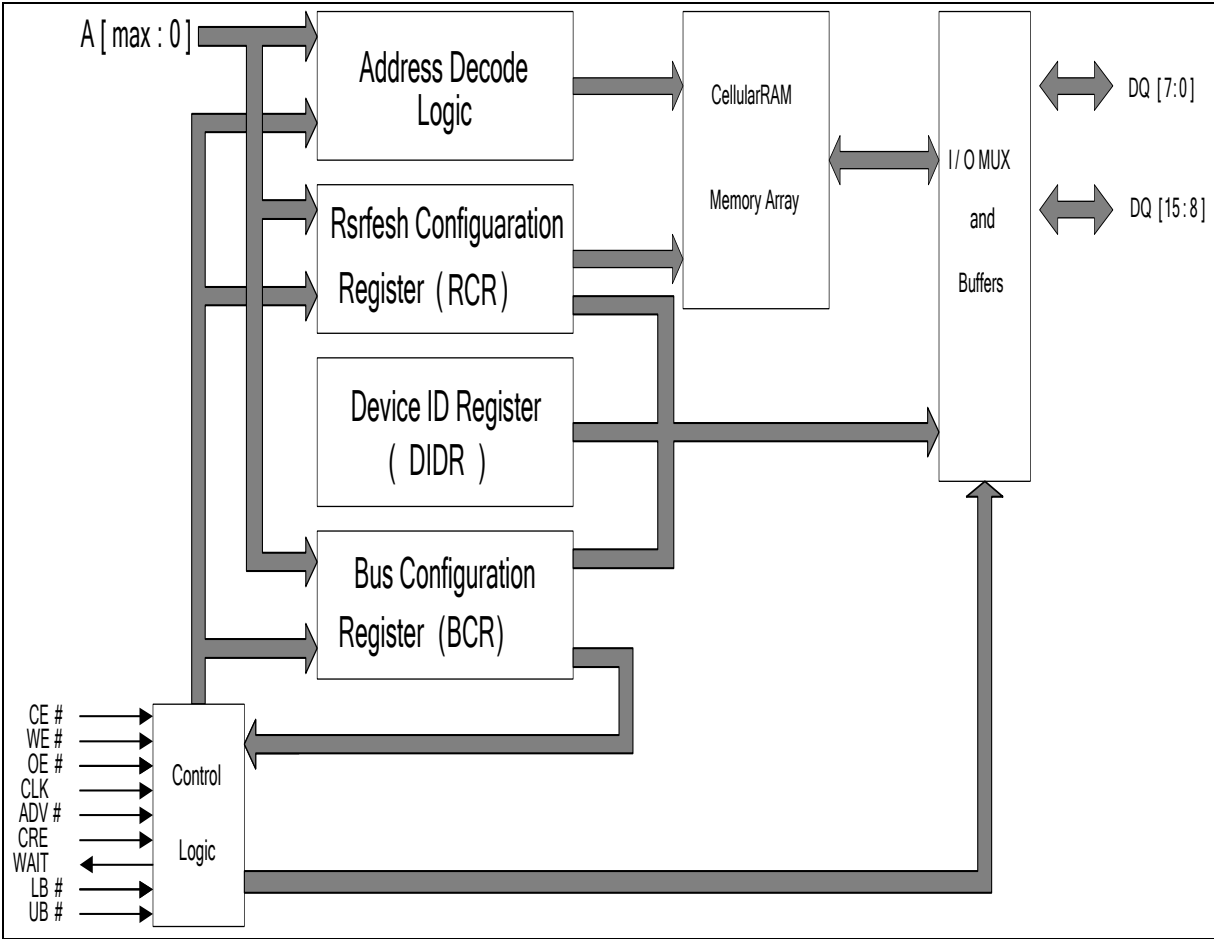 A [ max : 0 ]
Address Decode
Logic
CellularRAM
Memory Array
I / O MUX
and
Buffers
DQ [7:0]
DQ [15:8]
Rsrfesh Configuaration
Register ( RCR )
Device ID Register
( DIDR )
Bus Configuration
Register (BCR)
Control
Logic
CE #
WE #
OE #
CLK
ADV #
CRE
WAIT
LB #
UB #